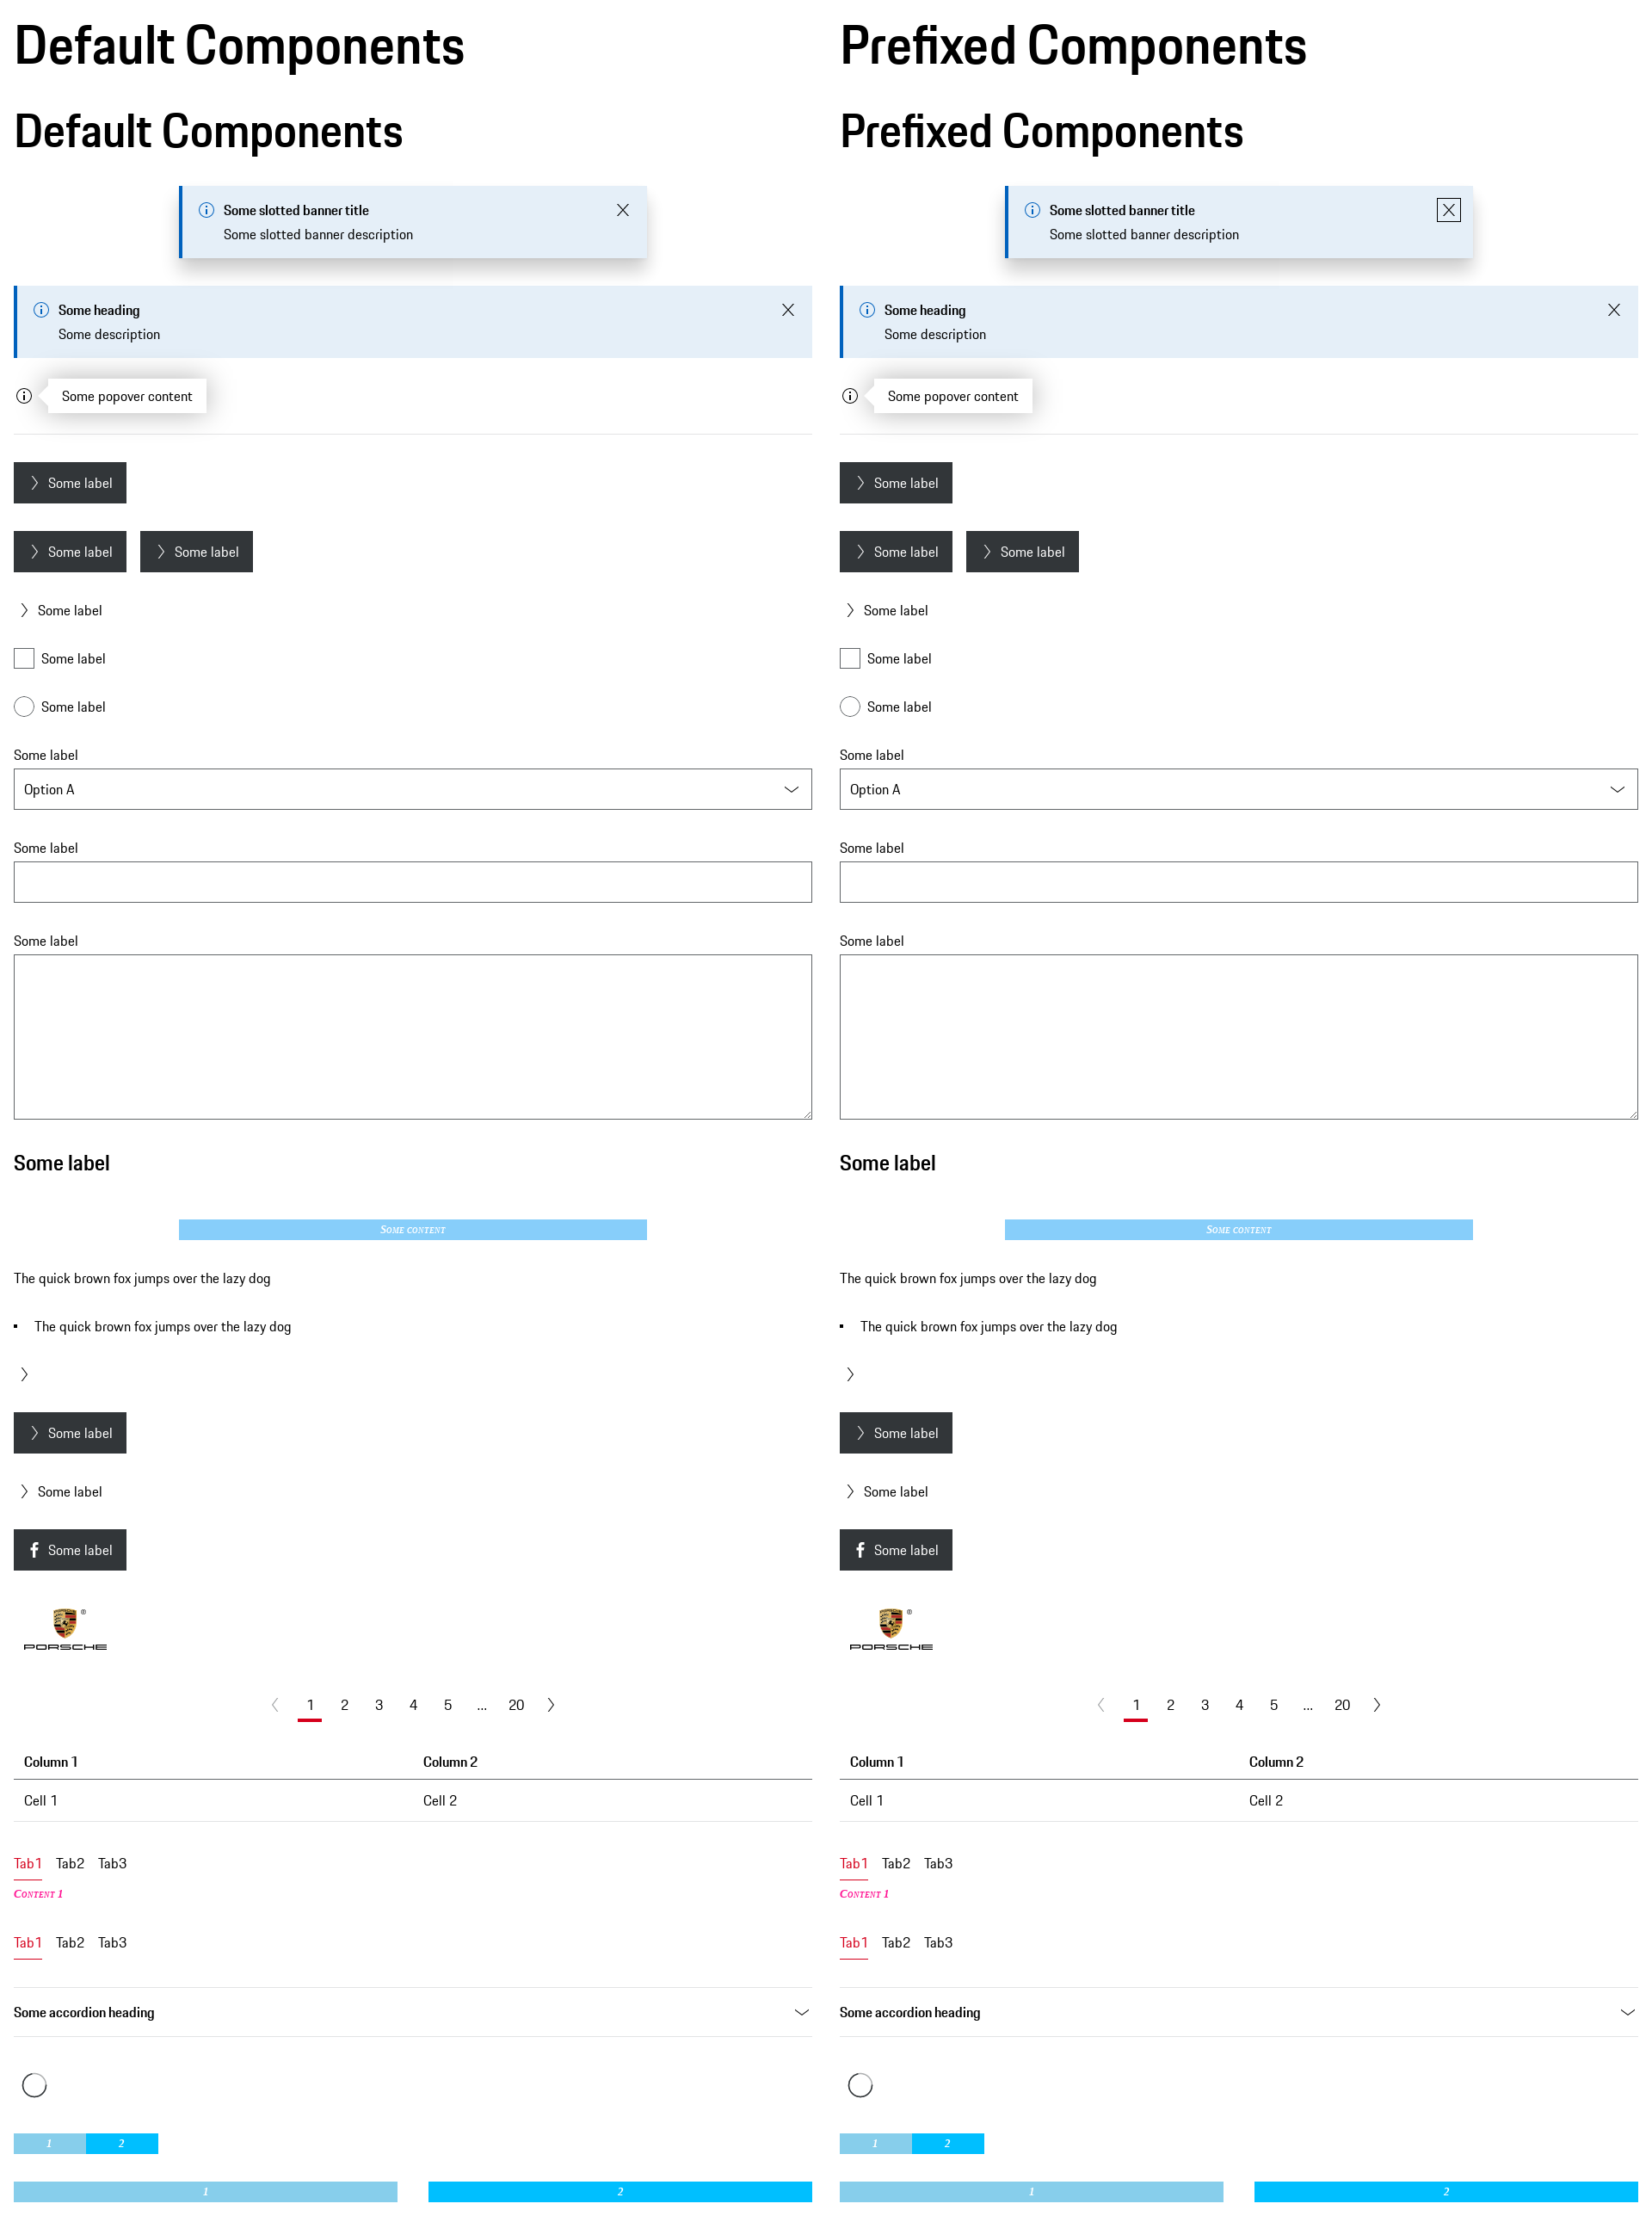 Default Components
Default Components
Some slotted banner title
Some slotted banner description
Some heading
Some description
Some popover content
Some label
Some label Some label
Some label
Some label
Some label
Some label
Option A
Some label
Some label
Some label
Some content
The quick brown fox jumps over the lazy dog
The quick brown fox jumps over the lazy dog
Some label
Some label
Some label
PORSCHE
1 2 3 4 5 ... 20
Column 1 Column 2
Cell 1 Cell 2
Tab1 Tab2 Tab3
Content 1
Tab1 Tab2 Tab3
Some accordion heading
1 2
1 2
Prefixed Components
Prefixed Components
Some slotted banner title
Some slotted banner description
Some heading
Some description
Some popover content
Some label
Some label Some label
Some label
Some label
Some label
Some label
Option A
Some label
Some label
Some label
Some content
The quick brown fox jumps over the lazy dog
The quick brown fox jumps over the lazy dog
Some label
Some label
Some label
PORSCHE
1 2 3 4 5 ... 20
Column 1 Column 2
Cell 1 Cell 2
Tab1 Tab2 Tab3
Content 1
Tab1 Tab2 Tab3
Some accordion heading
1 2
1 2